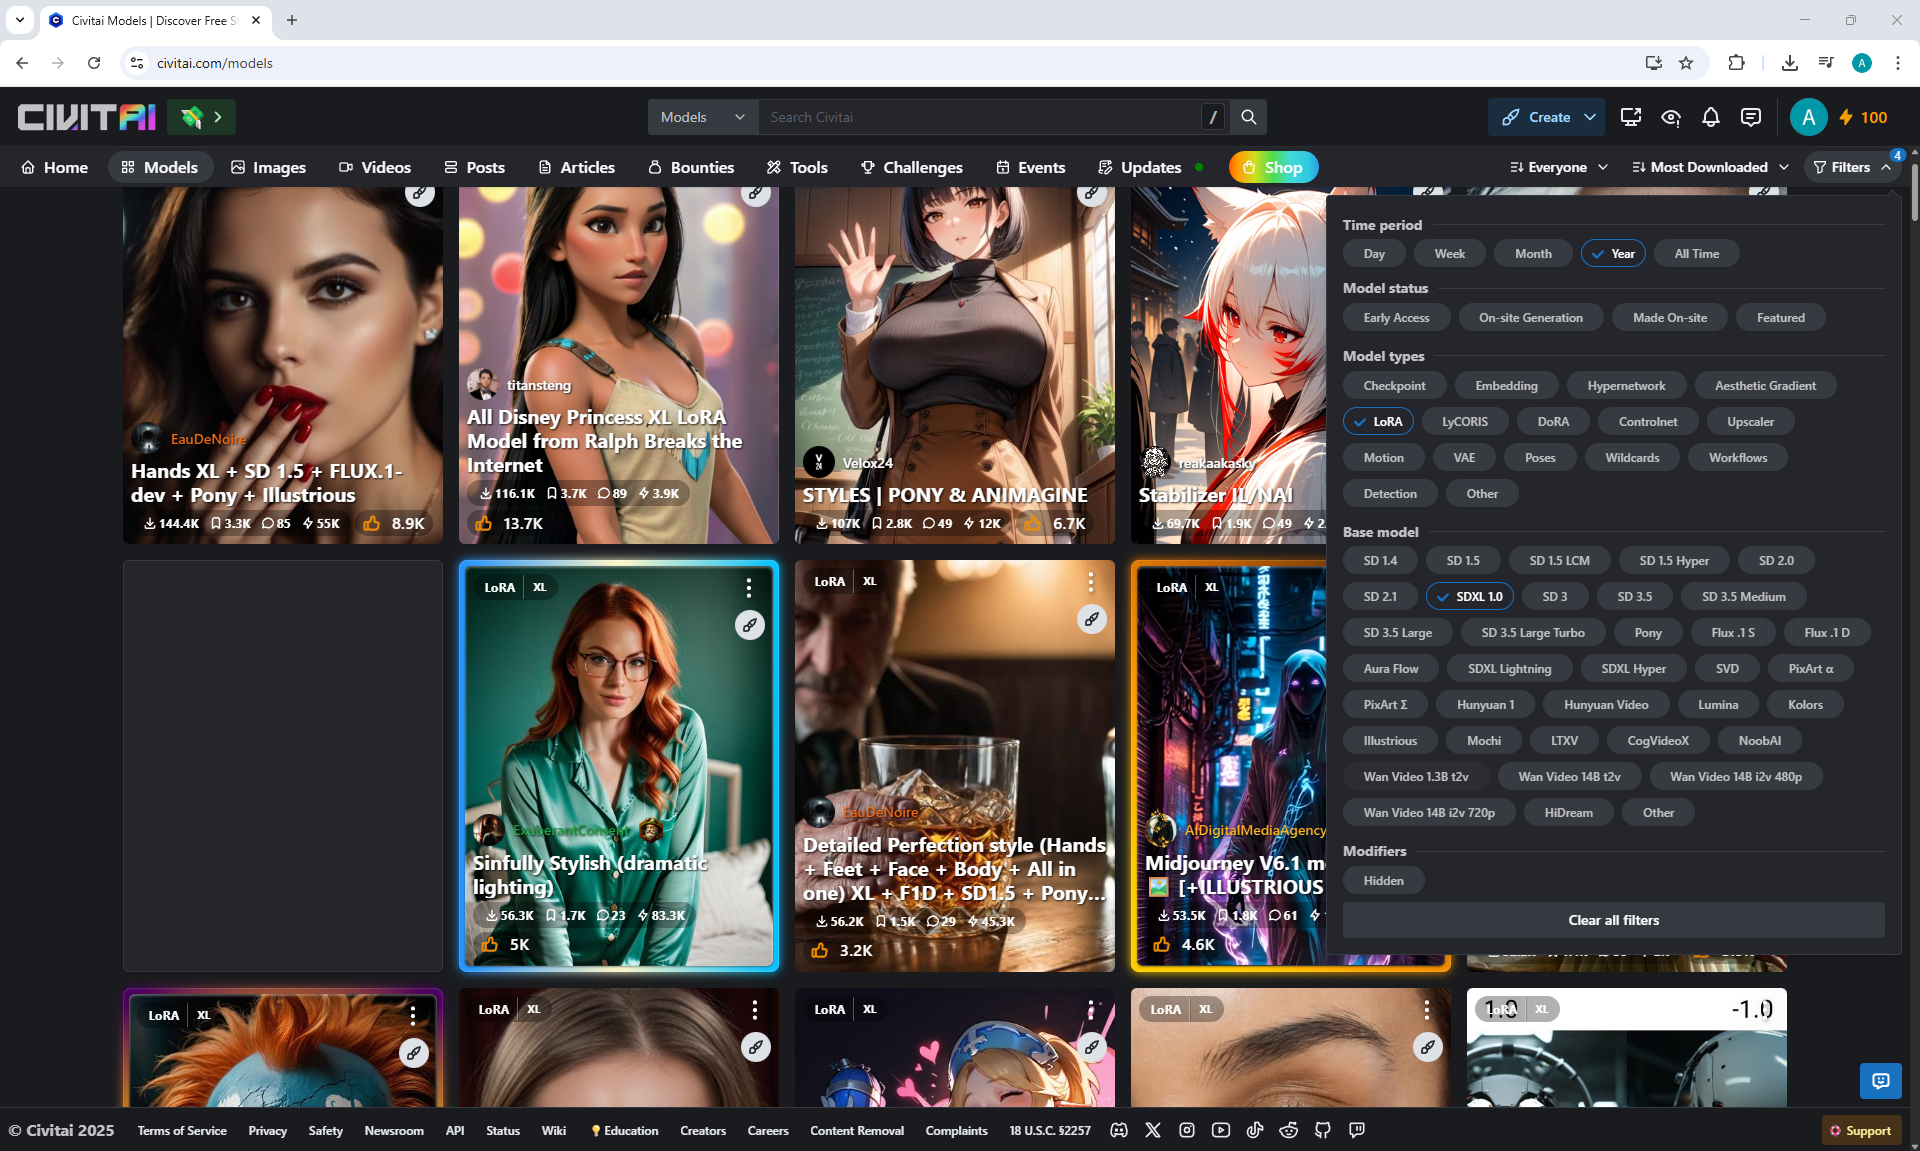 Civitai Models | Discover Free S
civitai.com/models
A
CIVITAI
Models
Search Civitai
/
Create
A
100
Home
Models
Images
Videos
Posts
Articles
Bounties
Tools
Challenges
Events
Updates
Shop
Everyone
Most Downloaded
Filters
4
EauDeNoire
Hands XL + SD 1.5 + FLUX.1-
dev + Pony + Illustrious
144.4K 3.3K 85 55K 8.9K
titansteng
All Disney Princess XL LoRA
Model from Ralph Breaks the
Internet
116.1K 3.7K 89 3.9K
13.7K
Velox24
STYLES | PONY & ANIMAGINE
107K 2.8K 49 12K 6.7K
reakaakasky
Stabilizer IL/NAI
69.7K 1.9K 49 2.
Time period
Day
Week
Month
Year
All Time
Model status
Early Access
On-site Generation
Made On-site
Featured
Model types
Checkpoint
Embedding
Hypernetwork
Aesthetic Gradient
LoRA
LyCORIS
DoRA
Controlnet
Upscaler
Motion
VAE
Poses
Wildcards
Workflows
Detection
Other
Base model
SD 1.4
SD 1.5
SD 1.5 LCM
SD 1.5 Hyper
SD 2.0
SD 2.1
SDXL 1.0
SD 3
SD 3.5
SD 3.5 Medium
SD 3.5 Large
SD 3.5 Large Turbo
Pony
Flux .1 S
Flux .1 D
Aura Flow
SDXL Lightning
SDXL Hyper
SVD
PixArt α
PixArt Σ
Hunyuan 1
Hunyuan Video
Lumina
Kolors
Illustrious
Mochi
LTXV
CogVideoX
NoobAI
Wan Video 1.3B t2v
Wan Video 14B t2v
Wan Video 14B i2v 480p
Wan Video 14B i2v 720p
HiDream
Other
Modifiers
Hidden
Clear all filters
LoRA XL
ExuberantContent
Sinfully Stylish (dramatic
lighting)
56.3K 1.7K 23 83.3K
5K
LoRA XL
EauDeNoire
Detailed Perfection style (Hands
+ Feet + Face + Body + All in
one) XL + F1D + SD1.5 + Pony...
56.2K 1.5K 29 45.3K
3.2K
LoRA XL
AIDigitalMediaAgency
Midjourney V6.1 m
[+ILLUSTRIOUS
53.5K 1.8K 61
4.6K
LoRA XL
LoRA XL
LoRA XL
LoRA XL
LoRA XL
1.0
-1.0
© Civitai 2025
Terms of Service
Privacy
Safety
Newsroom
API
Status
Wiki
Education
Creators
Careers
Content Removal
Complaints
18 U.S.C. §2257
Support